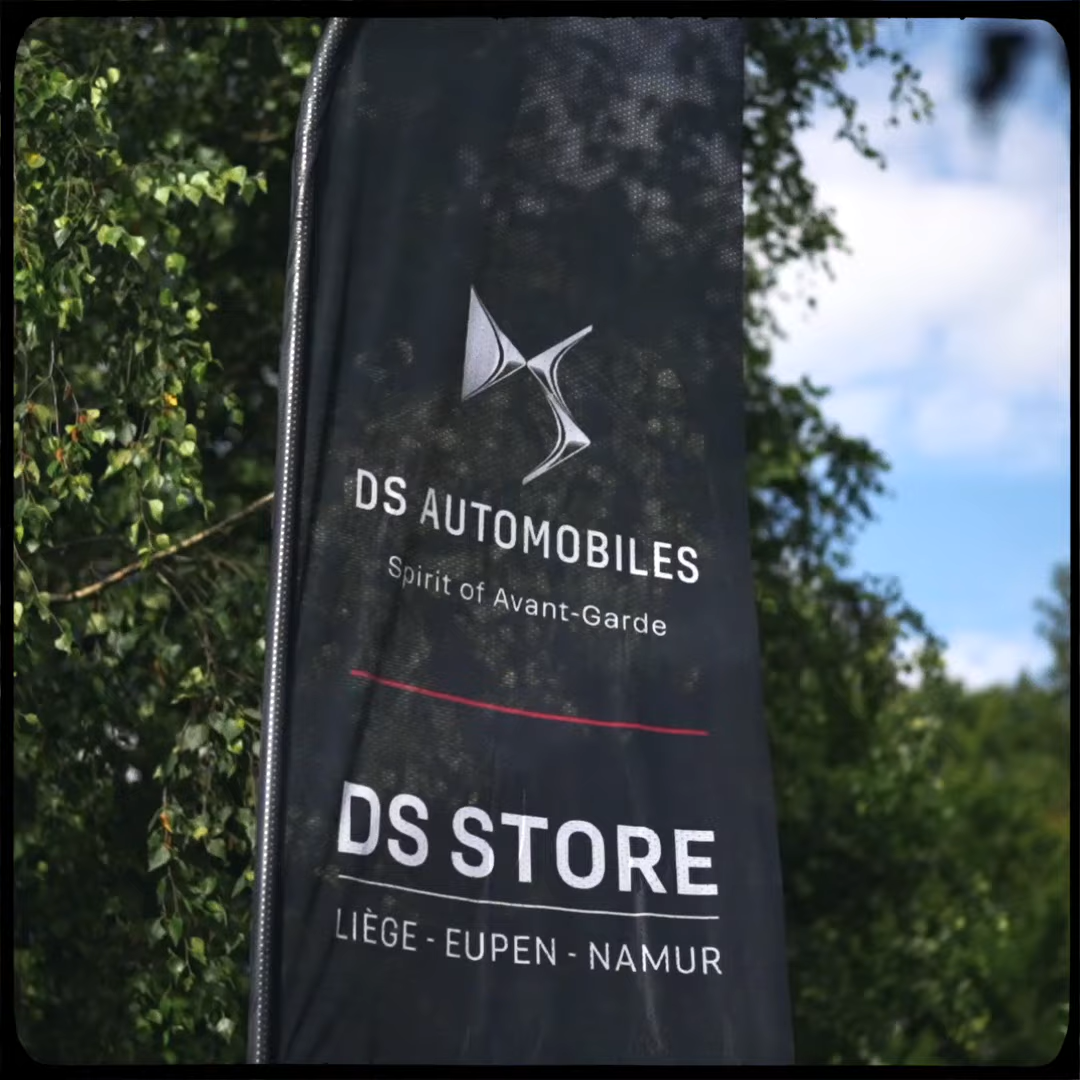 DS AUTOMOBILES
Spirit of Avant-Garde
DS STORE
LIÈGE - EUPEN - NAMUR